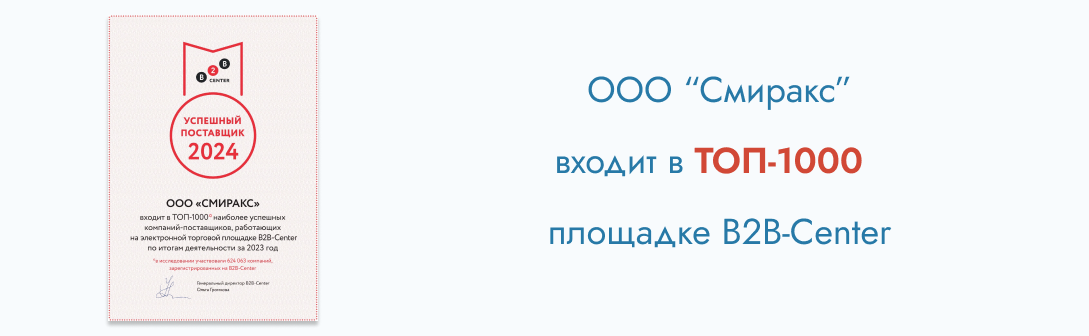 B 2 B
CENTER
УСПЕШНЫЙ
ПОСТАВЩИК
2024
ООО «СМИРАКС»
входит в ТОП-1000* наиболее успешных
компаний-поставщиков, работающих
на электронной торговой площадке B2B-Center
по итогам деятельности за 2023 год
*в исследовании участвовали 624 063 компаний,
зарегистрированных на B2B-Center
Генеральный директор B2B-Center
ООО “Смиракс”
входит в ТОП-1000
площадке B2B-Center